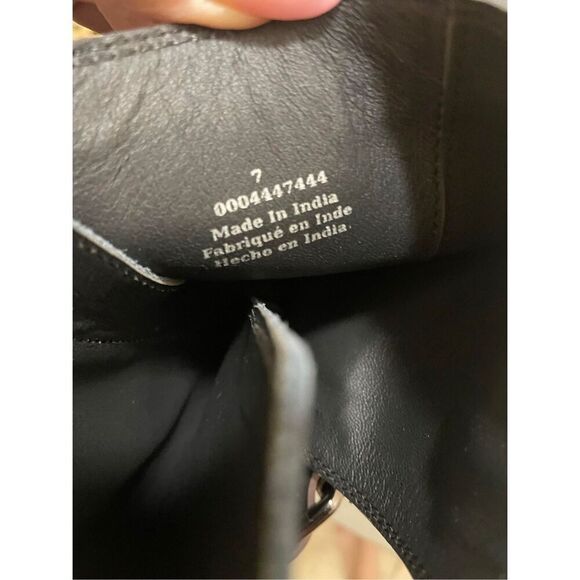 7
0004447444
Made In India
Fabriqué en Inde
Hecho en India